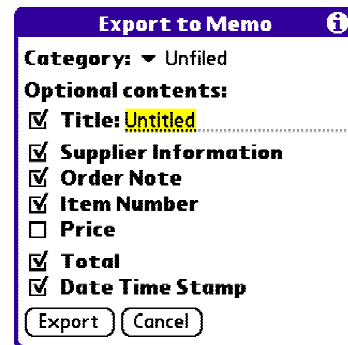 Export to Memo
Category: Unfiled
Optional contents:
Title: Untitled
Supplier Information
Order Note
Item Number
Price
Total
Date Time Stamp
Export Cancel